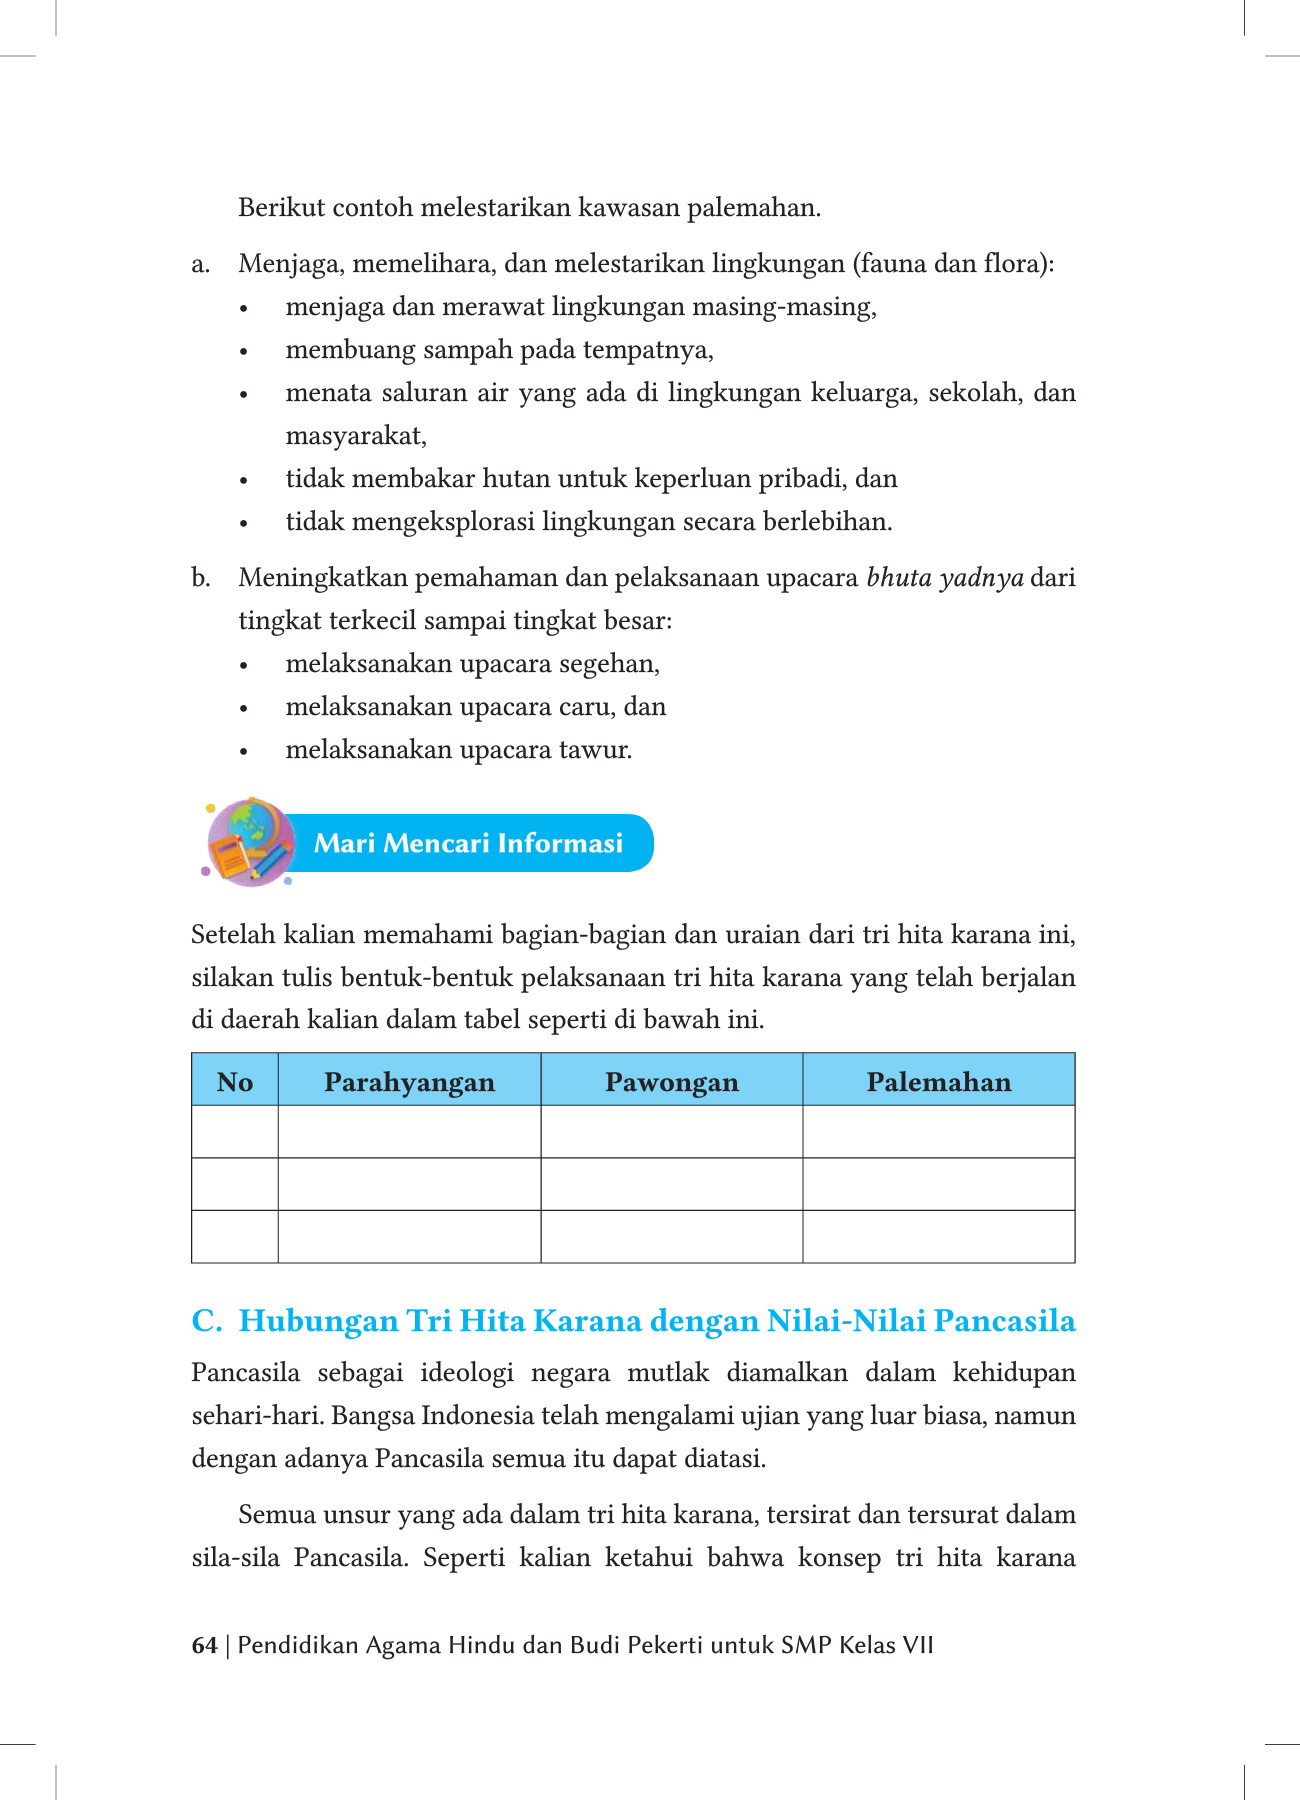 Berikut contoh melestarikan kawasan palemahan.
a. Menjaga, memelihara, dan melestarikan lingkungan (fauna dan flora):
• menjaga dan merawat lingkungan masing-masing,
• membuang sampah pada tempatnya,
• menata saluran air yang ada di lingkungan keluarga, sekolah, dan
masyarakat,
• tidak membakar hutan untuk keperluan pribadi, dan
• tidak mengeksplorasi lingkungan secara berlebihan.
b. Meningkatkan pemahaman dan pelaksanaan upacara bhuta yadnya dari
tingkat terkecil sampai tingkat besar:
• melaksanakan upacara segehan,
• melaksanakan upacara caru, dan
• melaksanakan upacara tawur.
Mari Mencari Informasi
Setelah kalian memahami bagian-bagian dan uraian dari tri hita karana ini,
silakan tulis bentuk-bentuk pelaksanaan tri hita karana yang telah berjalan
di daerah kalian dalam tabel seperti di bawah ini.
No Parahyangan Pawongan Palemahan
C. Hubungan Tri Hita Karana dengan Nilai-Nilai Pancasila
Pancasila sebagai ideologi negara mutlak diamalkan dalam kehidupan
sehari-hari. Bangsa Indonesia telah mengalami ujian yang luar biasa, namun
dengan adanya Pancasila semua itu dapat diatasi.
Semua unsur yang ada dalam tri hita karana, tersirat dan tersurat dalam
sila-sila Pancasila. Seperti kalian ketahui bahwa konsep tri hita karana
64 | Pendidikan Agama Hindu dan Budi Pekerti untuk SMP Kelas VII